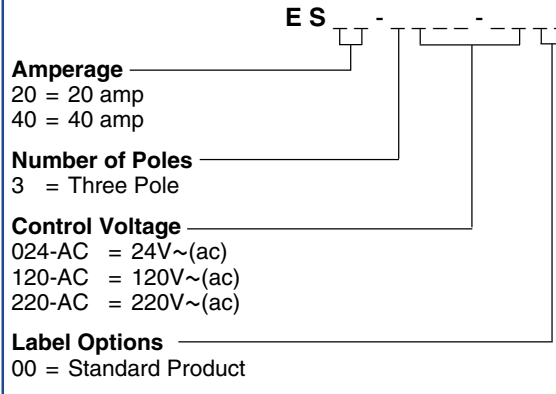 E S _ _ - _ _ _ _ - _ _ _ _
Amperage
20 = 20 amp
40 = 40 amp
Number of Poles
3 = Three Pole
Control Voltage
024-AC = 24V~(ac)
120-AC = 120V~(ac)
220-AC = 220V~(ac)
Label Options
00 = Standard Product